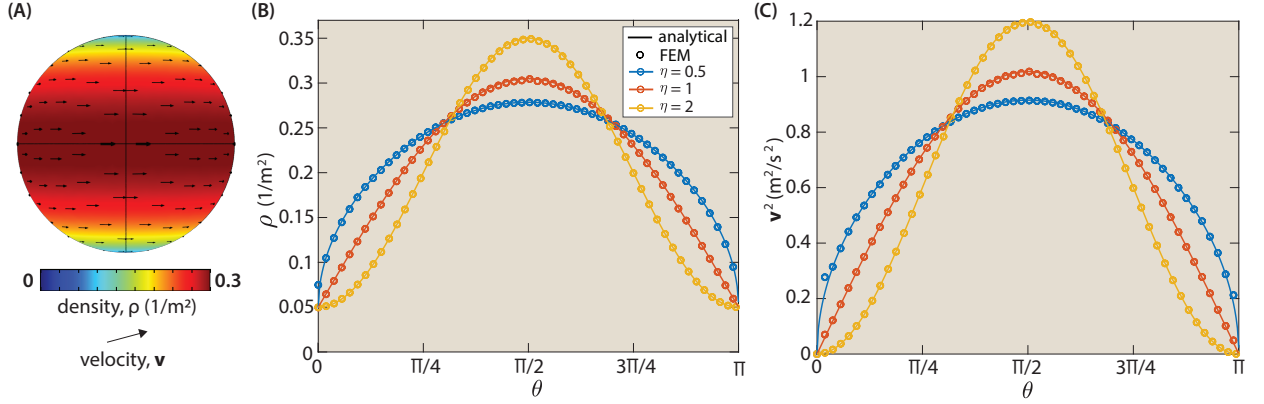 (A)
0
0.3
density, ρ (1/m²)
velocity, v
(B)
0.35
0.3
0.25
0.2
0.15
0.1
0.05
0
ρ (1/m²)
analytical
FEM
η = 0.5
η = 1
η = 2
0
Π/4
Π/2
3Π/4
Π
θ
(C)
1.2
1
0.8
0.6
0.4
0.2
0
v² (m²/s²)
0
Π/4
Π/2
3Π/4
Π
θ